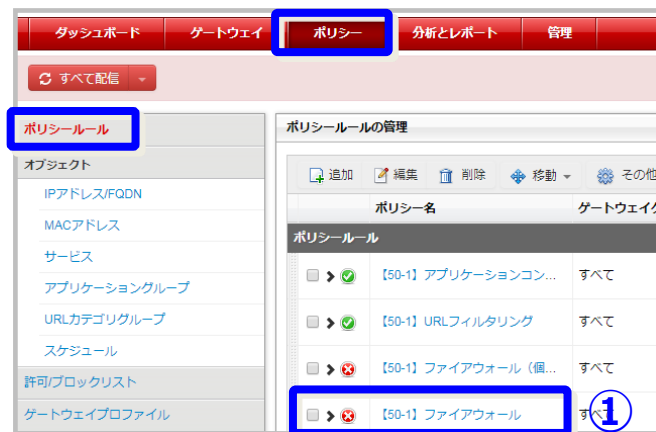 ダッシュボード ゲートウェイ ポリシー 分析とレポート 管理
すべて配信
ポリシールール
オブジェクト
IPアドレス/FQDN
MACアドレス
サービス
アプリケーショングループ
URLカテゴリグループ
スケジュール
許可/ブロックリスト
ゲートウェイプロファイル
ポリシールールの管理
追加 編集 削除 移動 その他
ポリシー名 ゲートウェイグ
ポリシールール
【50-1】アプリケーションコン... すべて
【50-1】URLフィルタリング すべて
【50-1】ファイアウォール（個... すべて
【50-1】ファイアウォール すべて
①